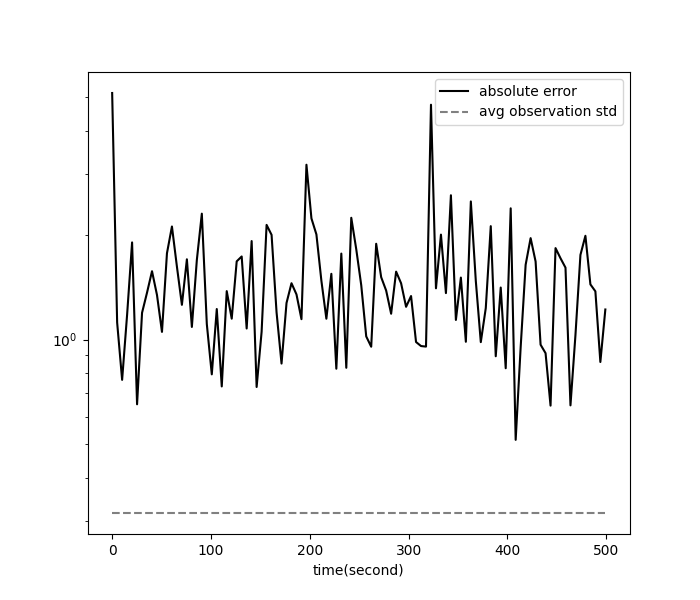 absolute error
avg observation std
10⁰
0 100 200 300 400 500
time(second)